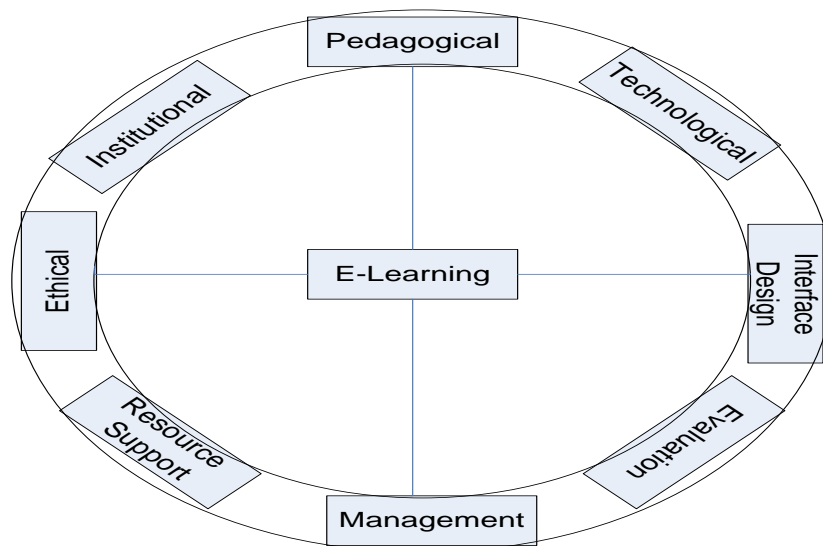 Pedagogical
Technological
Institutional
Interface
Design
Ethical
E-Learning
Resource
Support
Evaluation
Management